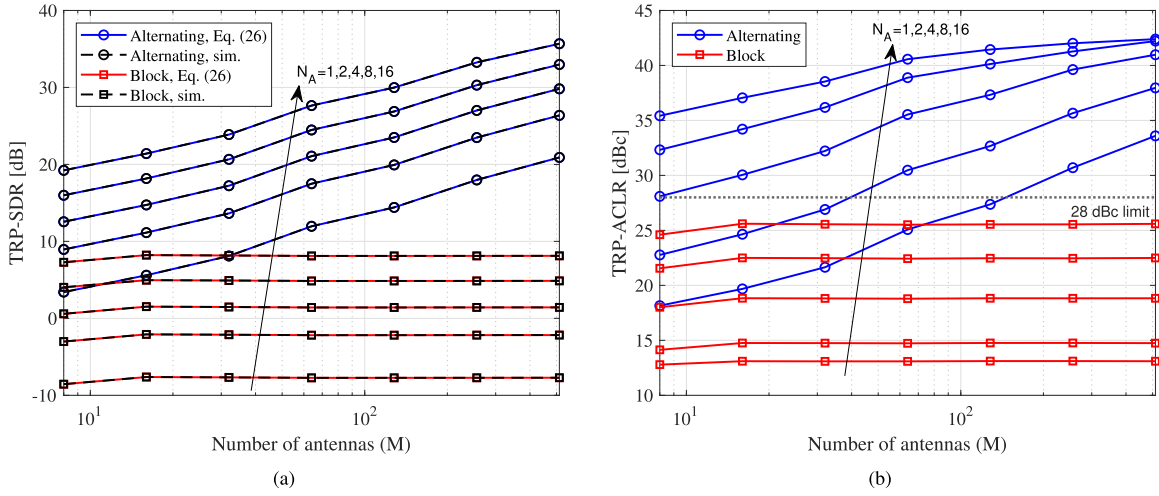 Alternating, Eq. (26)
Alternating, sim.
Block, Eq. (26)
Block, sim.
N_A=1,2,4,8,16
TRP-SDR [dB]
40
30
20
10
0
-10
10^1
10^2
Number of antennas (M)
(a)
Alternating
Block
N_A=1,2,4,8,16
28 dBc limit
TRP-ACLR [dBc]
45
40
35
30
25
20
15
10
10^1
10^2
Number of antennas (M)
(b)